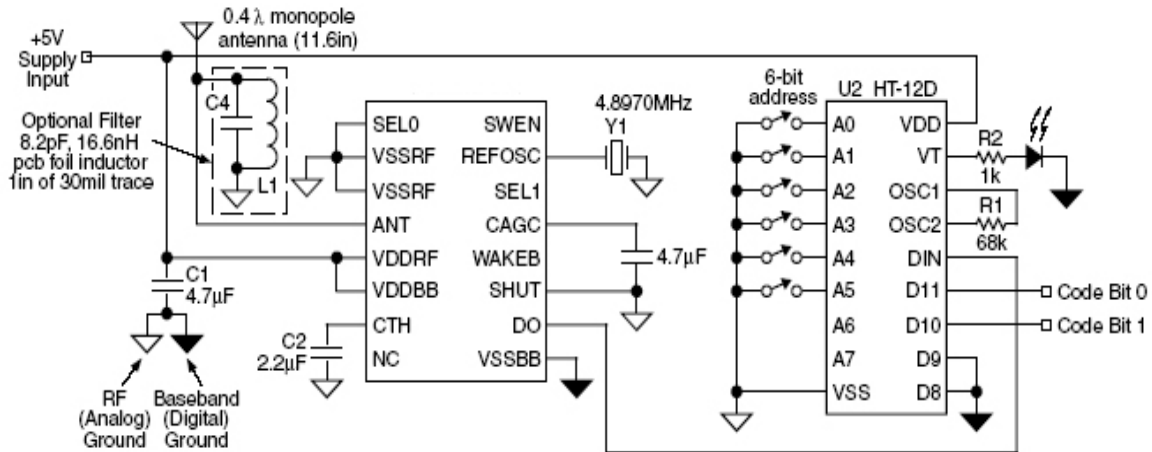 +5V
Supply
Input
0.4 λ monopole
antenna (11.6in)
C4
L1
Optional Filter
8.2pF, 16.6nH
pcb foil inductor
1in of 30mil trace
C1
4.7µF
RF
(Analog)
Ground
Baseband
(Digital)
Ground
C2
2.2µF
SEL0
VSSRF
VSSRF
ANT
VDDRF
VDDBB
CTH
NC
SWEN
REFOSC
SEL1
CAGC
WAKEB
SHUT
DO
VSSBB
4.8970MHz
Y1
4.7µF
6-bit
address
U2 HT-12D
A0
A1
A2
A3
A4
A5
A6
A7
VSS
VDD
VT
OSC1
OSC2
DIN
D11
D10
D9
D8
R2
1k
R1
68k
Code Bit 0
Code Bit 1